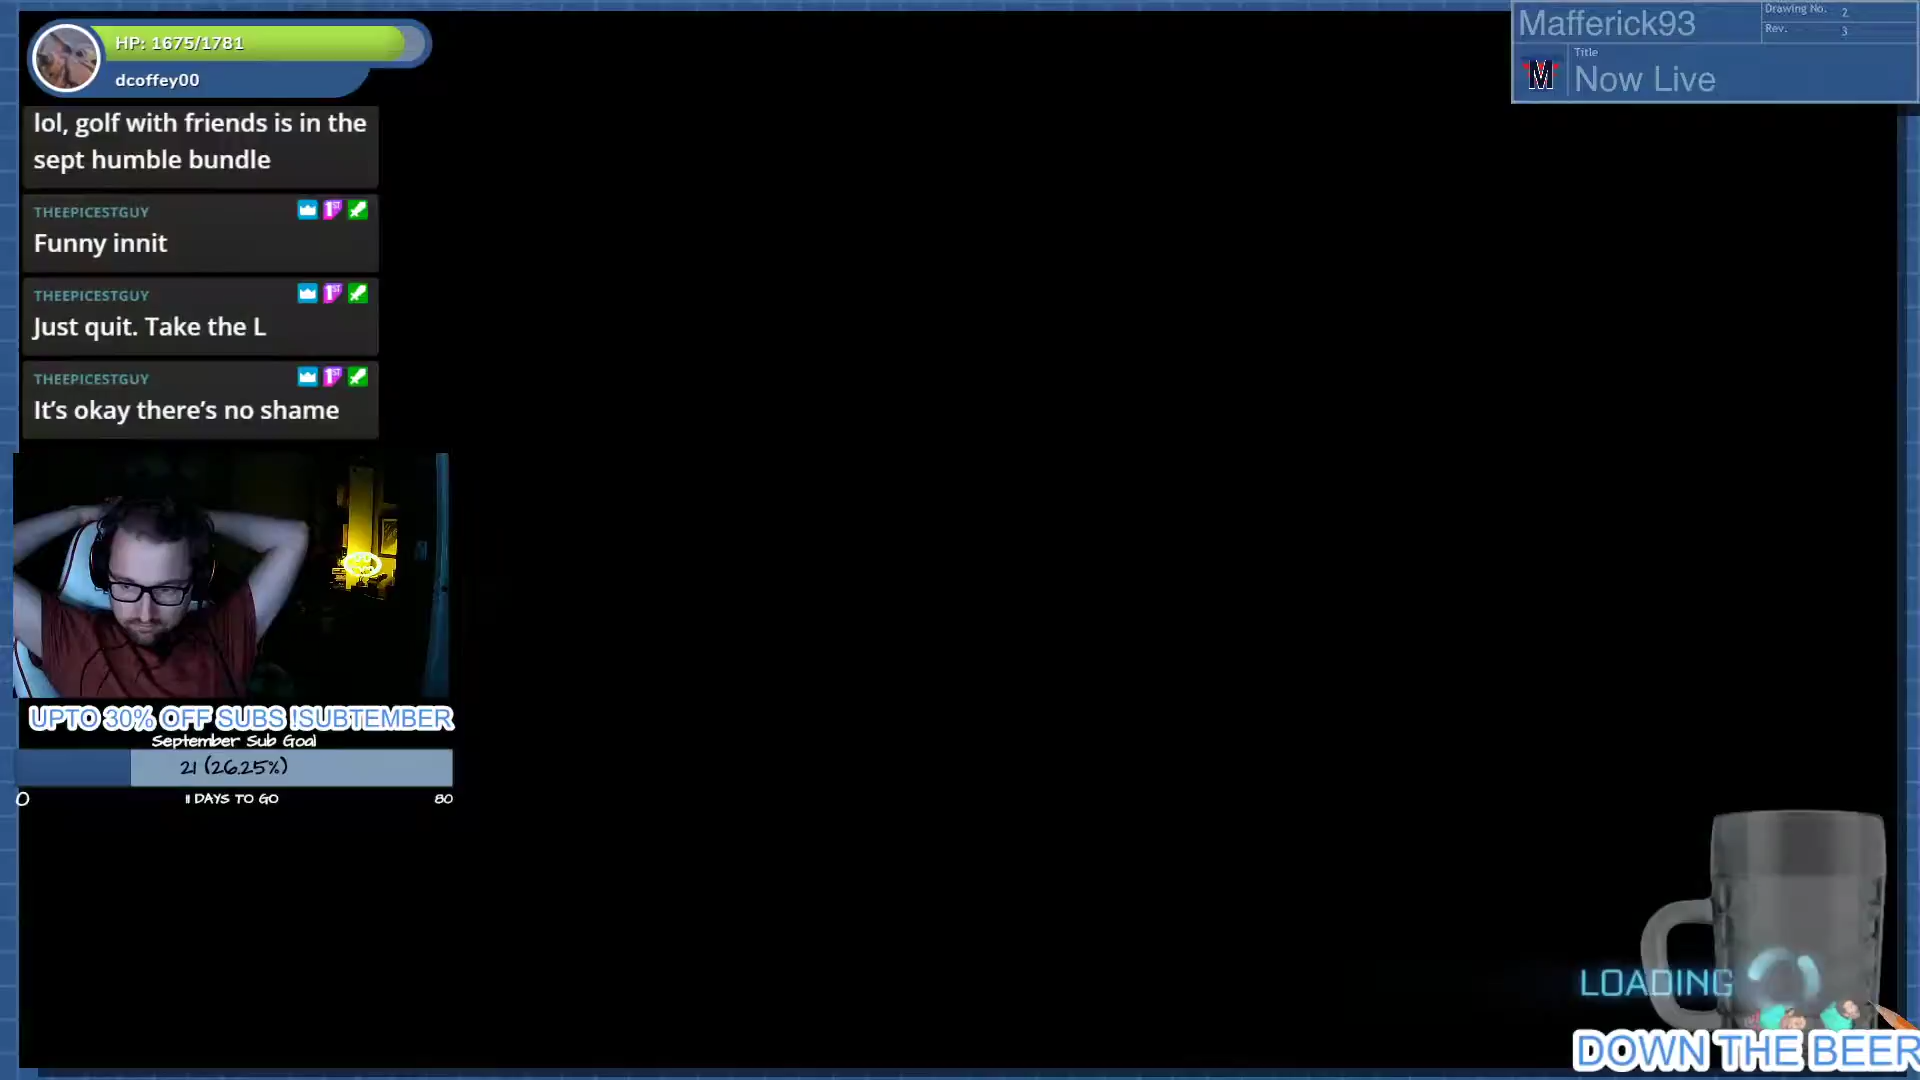 HP: 1675/1781
dcoffey00
lol, golf with friends is in the
sept humble bundle
THEEPICESTGUY
Funny innit
THEEPICESTGUY
Just quit. Take the L
THEEPICESTGUY
It's okay there's no shame
UPTO 30% OFF SUBS !SUBTEMBER
September Sub Goal
21 (26.25%)
0
11 DAYS TO GO
80
Mafferick93
Drawing No. 2
Rev. 3
Title
M
Now Live
LOADING
DOWN THE BEER